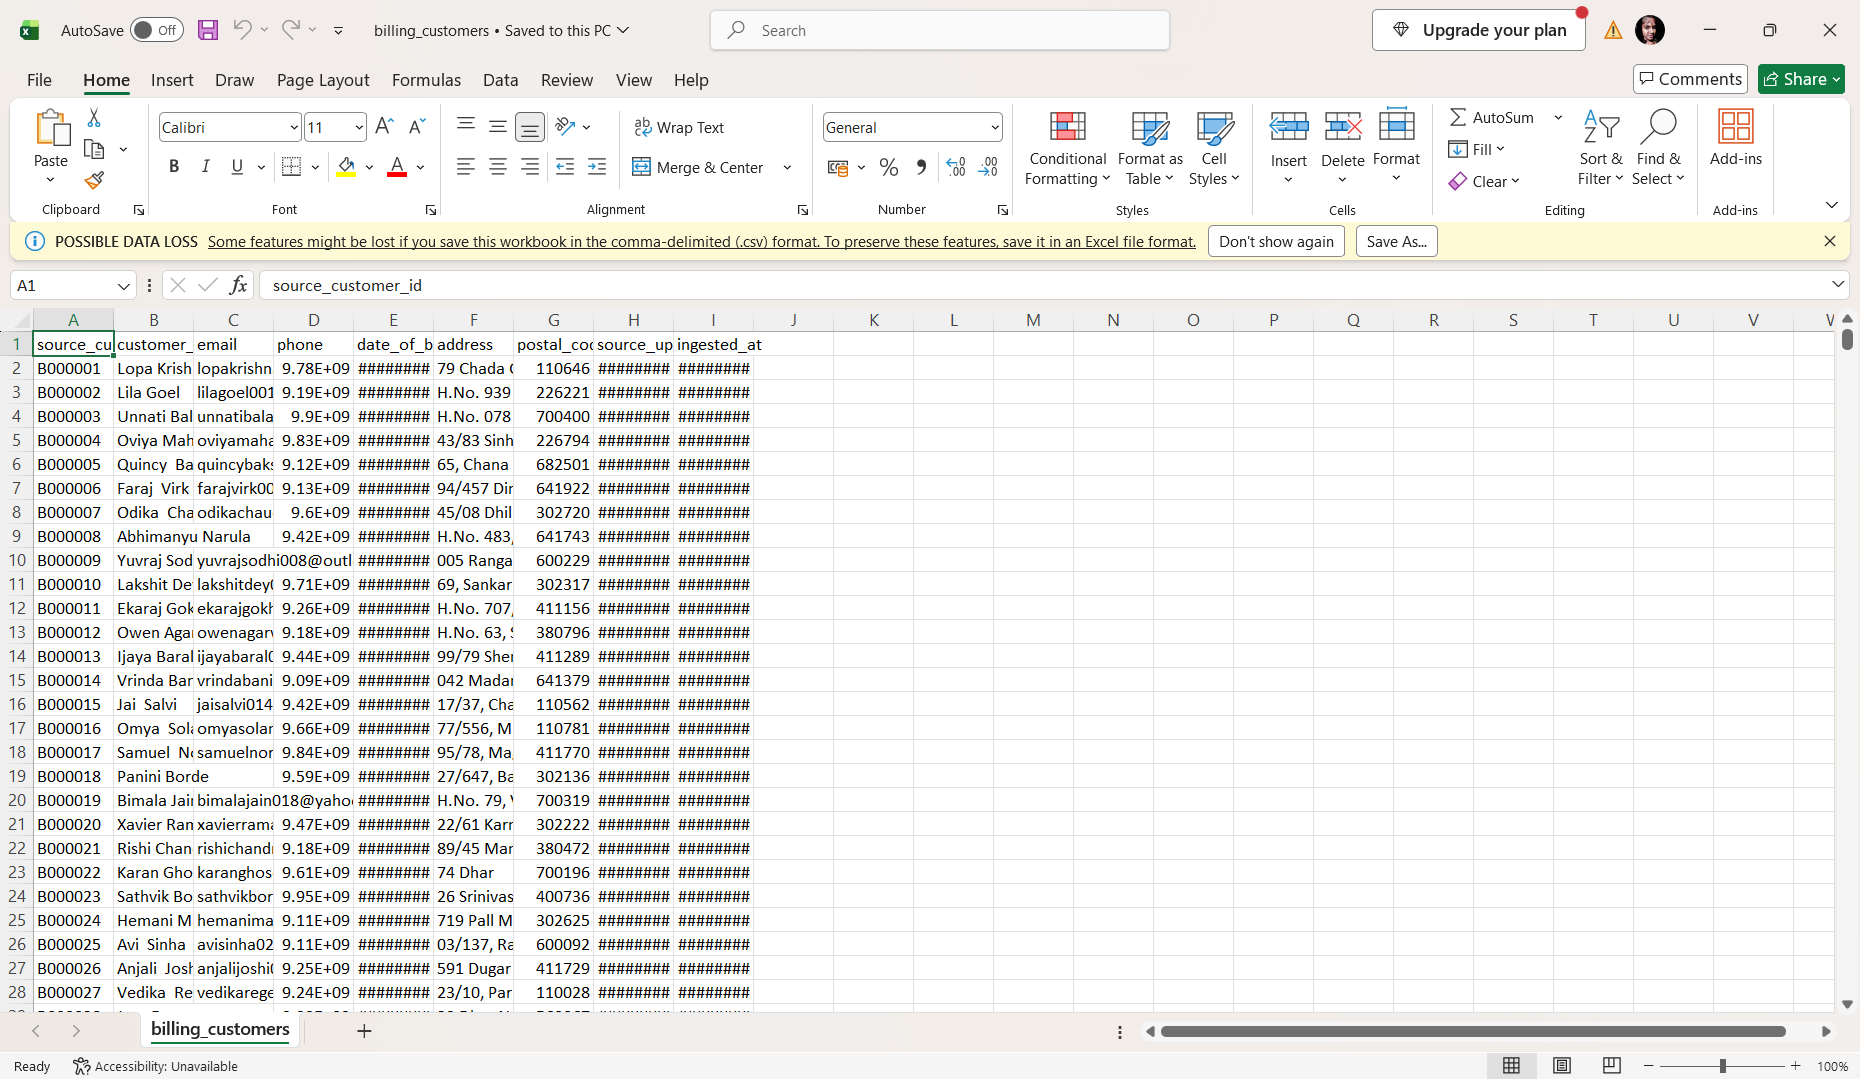 AutoSave Off billing_customers • Saved to this PC Search Upgrade your plan
File Home Insert Draw Page Layout Formulas Data Review View Help Comments Share
Paste
Clipboard
Calibri 11
B I U
Font
Wrap Text
Merge & Center
Alignment
General
Number
Conditional Formatting
Format as Table
Cell Styles
Styles
Insert Delete Format
Cells
AutoSum
Fill
Clear
Sort & Filter
Find & Select
Editing
Add-ins
Add-ins
POSSIBLE DATA LOSS Some features might be lost if you save this workbook in the comma-delimited (.csv) format. To preserve these features, save it in an Excel file format. Don't show again Save As...
A1 fx source_customer_id
A B C D E F G H I J K L M N O P Q R S T U V
1 source_cu customer_ email phone date_of_b address postal_coc source_up ingested_at
2 B000001 Lopa Krish lopakrishn 9.78E+09 ######## 79 Chada 110646 ######## ########
3 B000002 Lila Goel lilagoel001 9.19E+09 ######## H.No. 939 226221 ######## ########
4 B000003 Unnati Bal unnatibala 9.9E+09 ######## H.No. 078 700400 ######## ########
5 B000004 Oviya Mah oviyamaha 9.83E+09 ######## 43/83 Sinh 226794 ######## ########
6 B000005 Quincy Ba quincybaks 9.12E+09 ######## 65, Chana 682501 ######## ########
7 B000006 Faraj Virk farajvirk00 9.13E+09 ######## 94/457 Dir 641922 ######## ########
8 B000007 Odika Cha odikachau 9.6E+09 ######## 45/08 Dhil 302720 ######## ########
9 B000008 Abhimanyu Narula 9.42E+09 ######## H.No. 483, 641743 ######## ########
10 B000009 Yuvraj Sod yuvrajsodhi008@outl ######## 005 Ranga 600229 ######## ########
11 B000010 Lakshit De lakshitdey 9.71E+09 ######## 69, Sankar 302317 ######## ########
12 B000011 Ekaraj Gok ekarajgokh 9.26E+09 ######## H.No. 707, 411156 ######## ########
13 B000012 Owen Aga owenagarv 9.18E+09 ######## H.No. 63, 380796 ######## ########
14 B000013 Ijaya Baral ijayabaral 9.44E+09 ######## 99/79 Sher 411289 ######## ########
15 B000014 Vrinda Bar vrindabani 9.09E+09 ######## 042 Madar 641379 ######## ########
16 B000015 Jai Salvi jaisalvi014 9.42E+09 ######## 17/37, Cha 110562 ######## ########
17 B000016 Omya Sola omyasolar 9.66E+09 ######## 77/556, M 110781 ######## ########
18 B000017 Samuel No samuelnor 9.84E+09 ######## 95/78, Ma 411770 ######## ########
19 B000018 Panini Borde 9.59E+09 ######## 27/647, Ba 302136 ######## ########
20 B000019 Bimala Jai bimalajain018@yaho ######## H.No. 79, 700319 ######## ########
21 B000020 Xavier Ran xavierrama 9.47E+09 ######## 22/61 Karr 302222 ######## ########
22 B000021 Rishi Chan rishichand 9.18E+09 ######## 89/45 Mar 380472 ######## ########
23 B000022 Karan Gho karanghos 9.61E+09 ######## 74 Dhar 700196 ######## ########
24 B000023 Sathvik Bo sathvikbor 9.95E+09 ######## 26 Srinivas 400736 ######## ########
25 B000024 Hemani M hemanima 9.11E+09 ######## 719 Pall M 302625 ######## ########
26 B000025 Avi Sinha avisinha02 9.11E+09 ######## 03/137, Ra 600092 ######## ########
27 B000026 Anjali Josh anjalijoshi 9.25E+09 ######## 591 Dugar 411729 ######## ########
28 B000027 Vedika Re vedikarege 9.24E+09 ######## 23/10, Par 110028 ######## ########
billing_customers
Ready Accessibility: Unavailable 100%